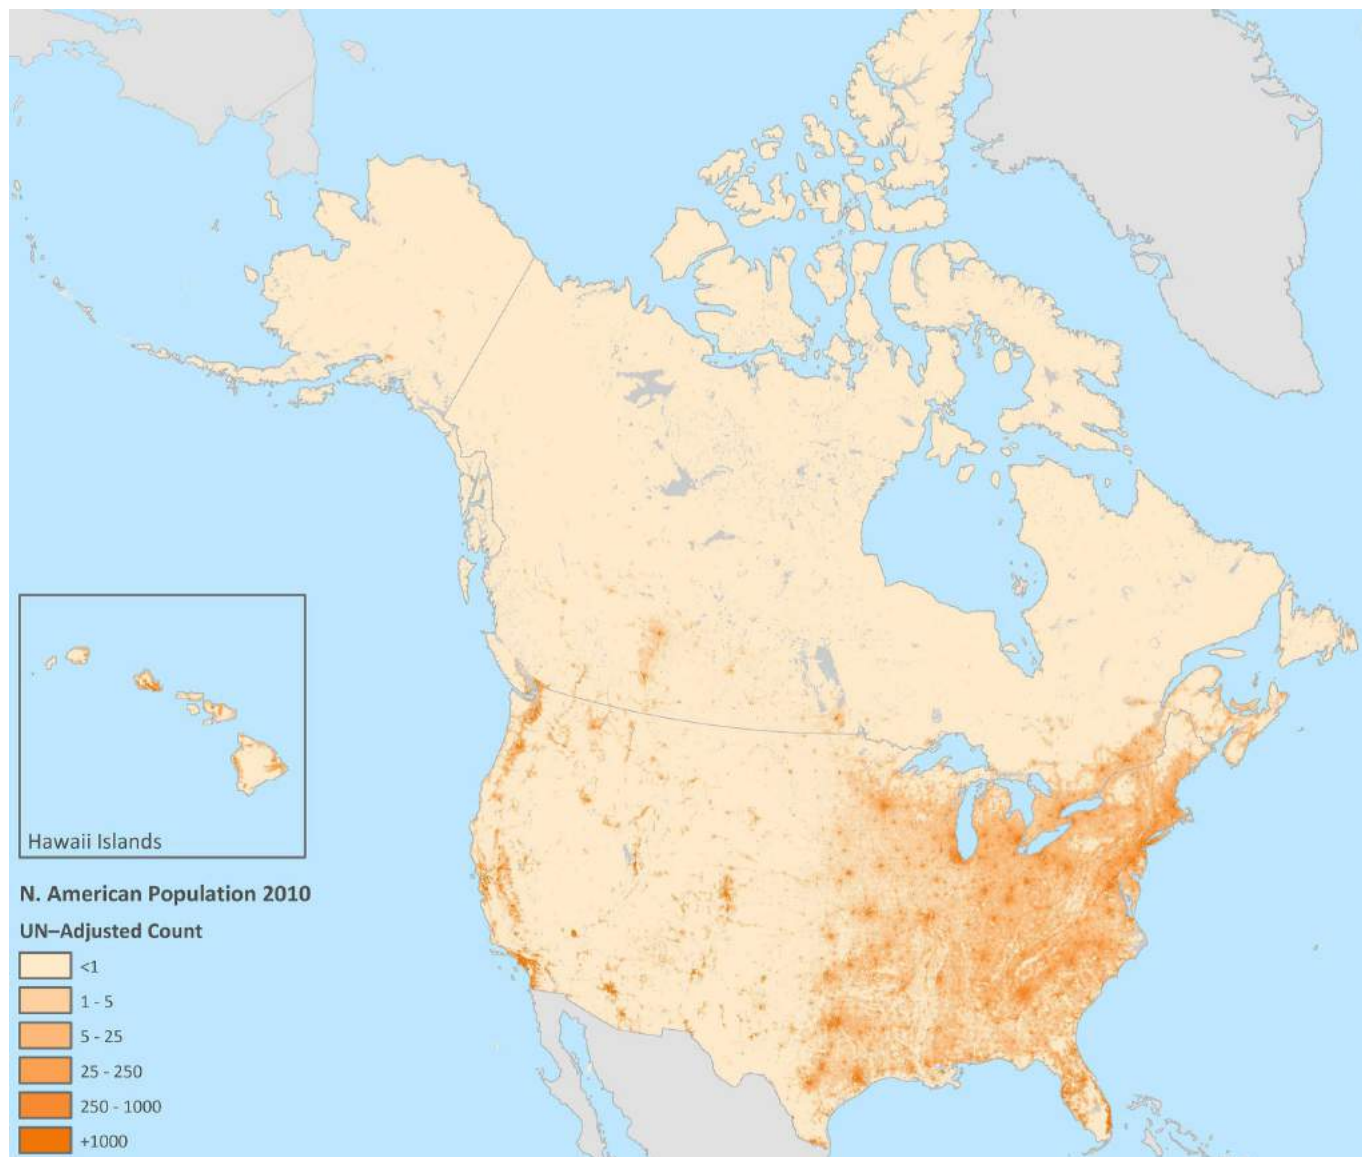 Hawaii Islands
N. American Population 2010
UN–Adjusted Count
<1
1 - 5
5 - 25
25 - 250
250 - 1000
+1000